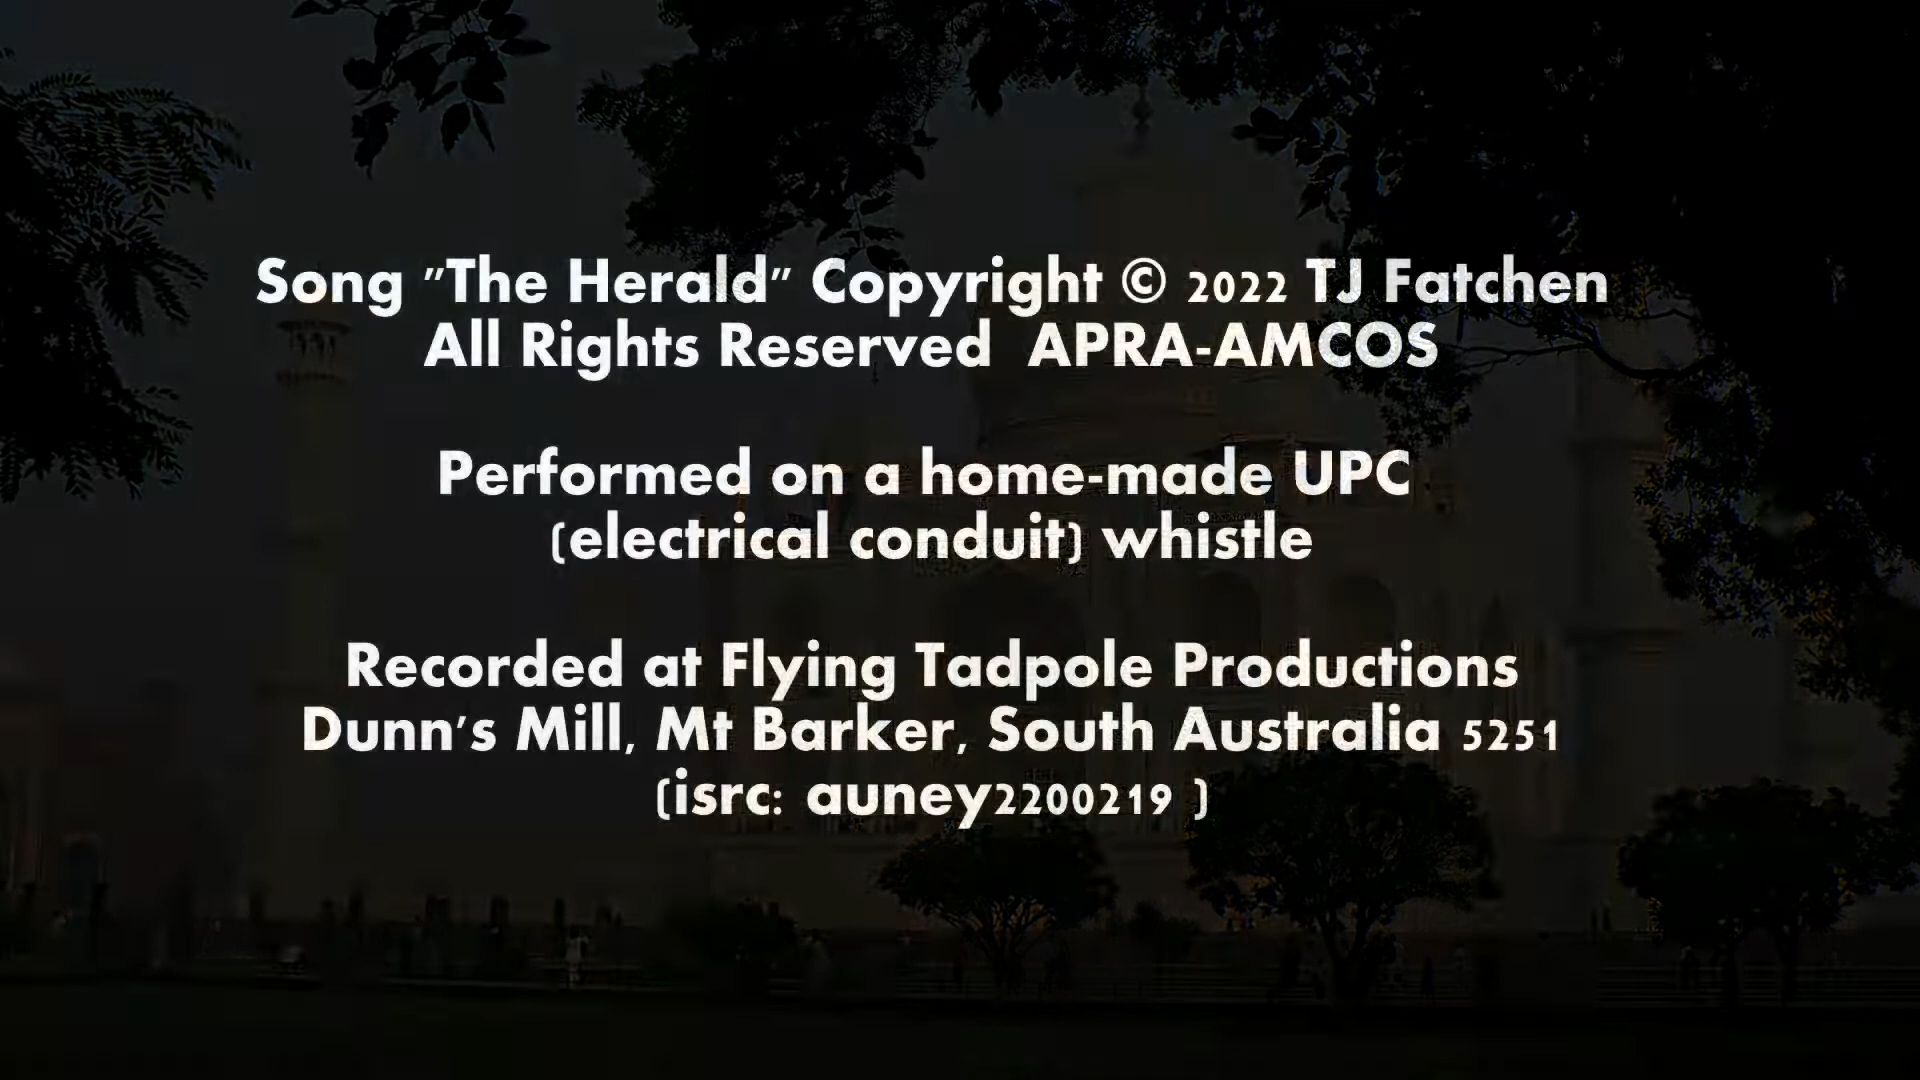 Song "The Herald" Copyright © 2022 TJ Fatchen
All Rights Reserved  APRA-AMCOS
Performed on a home-made UPC
(electrical conduit) whistle
Recorded at Flying Tadpole Productions
Dunn's Mill, Mt Barker, South Australia 5251
(isrc: auney2200219 )